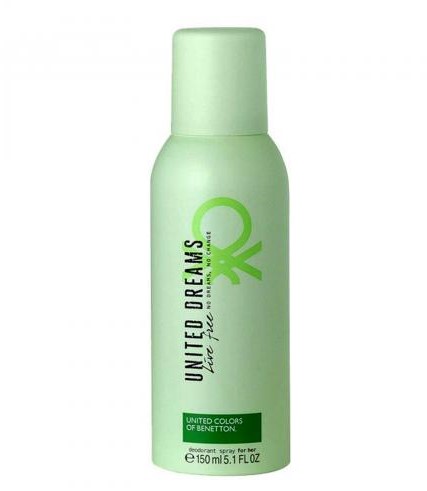 UNITED DREAMS
Live free NO DREAMS, NO CHANGE
UNITED COLORS
OF BENETTON.
deodorant spray for her
℮ 150 ml 5.1 FL OZ